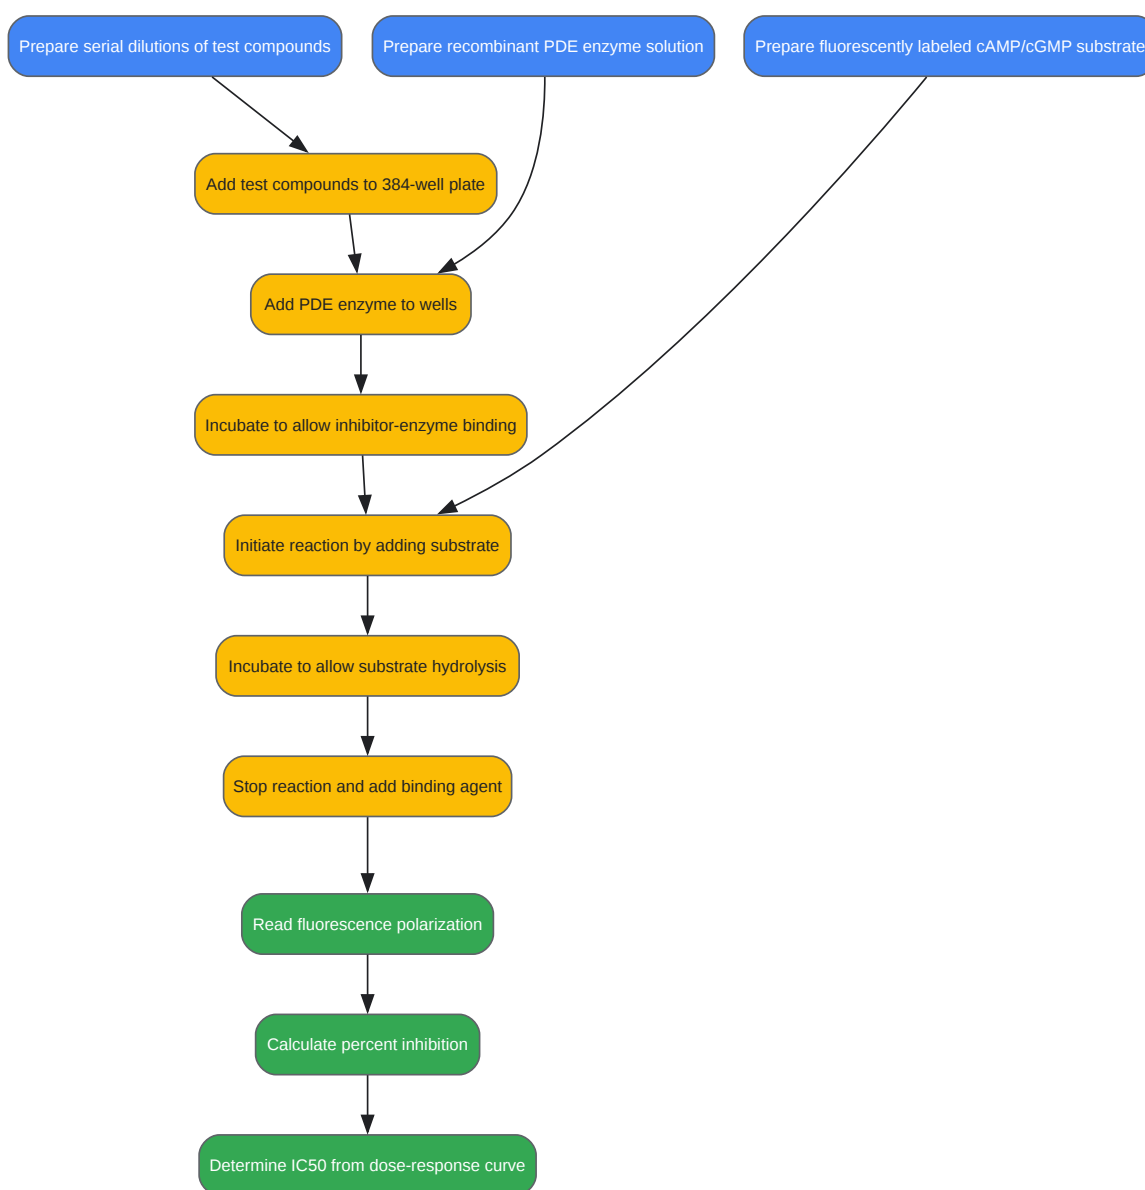 Prepare serial dilutions of test compounds
Prepare recombinant PDE enzyme solution
Prepare fluorescently labeled cAMP/cGMP substrate
Add test compounds to 384-well plate
Add PDE enzyme to wells
Incubate to allow inhibitor-enzyme binding
Initiate reaction by adding substrate
Incubate to allow substrate hydrolysis
Stop reaction and add binding agent
Read fluorescence polarization
Calculate percent inhibition
Determine IC50 from dose-response curve